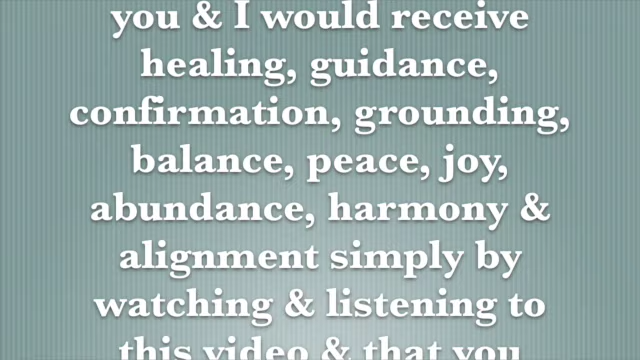 you & I would receive
healing, guidance,
confirmation, grounding,
balance, peace, joy,
abundance, harmony &
alignment simply by
watching & listening to
this video & that you